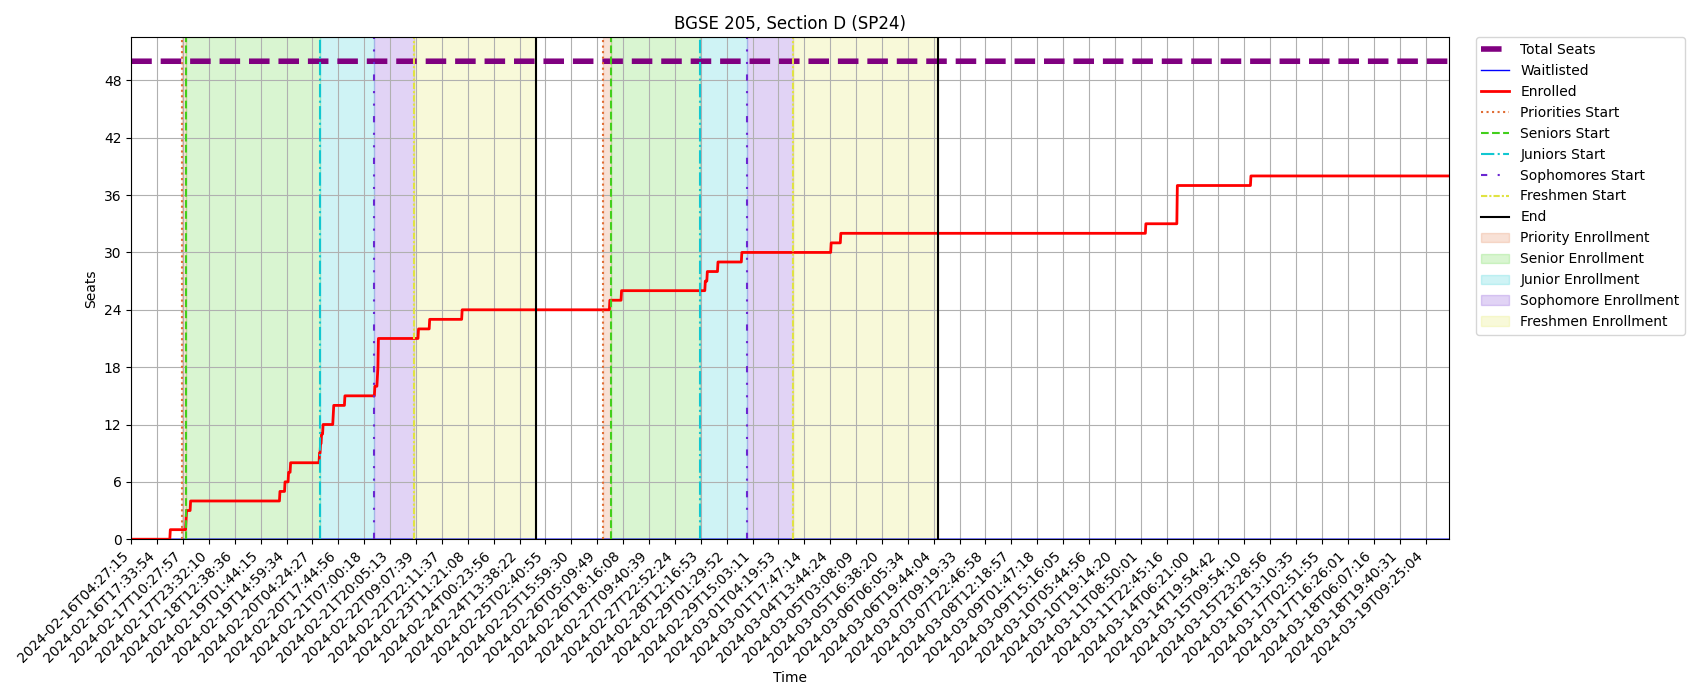 BGSE 205, Section D (SP24)
Total Seats
Waitlisted
Enrolled
Priorities Start
Seniors Start
Juniors Start
Sophomores Start
Freshmen Start
End
Priority Enrollment
Senior Enrollment
Junior Enrollment
Sophomore Enrollment
Freshmen Enrollment
Seats
48
42
36
30
24
18
12
6
0
2024-02-16T04:27:15
2024-02-16T17:33:54
2024-02-17T10:27:57
2024-02-17T23:32:10
2024-02-18T12:38:36
2024-02-19T01:44:15
2024-02-19T14:59:34
2024-02-20T04:24:27
2024-02-20T17:44:56
2024-02-21T07:00:18
2024-02-21T20:05:13
2024-02-22T09:07:39
2024-02-22T22:11:37
2024-02-23T11:21:08
2024-02-24T00:23:56
2024-02-24T13:38:22
2024-02-25T02:40:55
2024-02-25T15:59:30
2024-02-26T05:09:49
2024-02-26T18:16:08
2024-02-27T09:40:39
2024-02-27T22:52:24
2024-02-28T12:16:53
2024-02-29T01:29:52
2024-02-29T15:03:11
2024-03-01T04:19:53
2024-03-01T17:47:14
2024-03-04T13:44:24
2024-03-05T03:08:09
2024-03-05T16:38:20
2024-03-06T06:05:34
2024-03-06T19:44:04
2024-03-07T09:19:33
2024-03-07T22:46:58
2024-03-08T12:18:57
2024-03-09T01:47:18
2024-03-09T15:16:05
2024-03-10T05:44:56
2024-03-10T19:14:20
2024-03-11T08:50:01
2024-03-11T22:45:16
2024-03-14T06:21:00
2024-03-14T19:54:42
2024-03-15T09:54:10
2024-03-15T23:28:56
2024-03-16T13:10:35
2024-03-17T02:51:55
2024-03-17T16:26:01
2024-03-18T06:07:16
2024-03-18T19:40:31
2024-03-19T09:25:04
Time